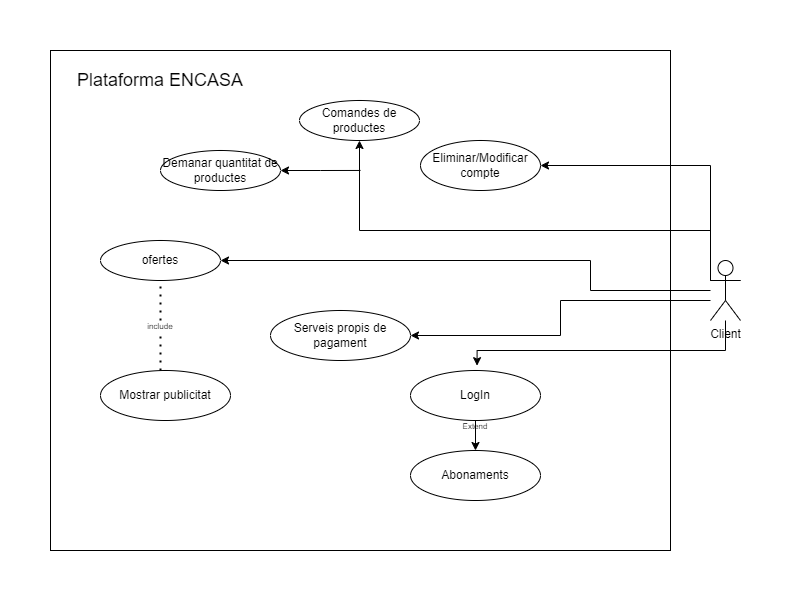 Plataforma ENCASA
Comandes de
productes
Demanar quantitat de
productes
Eliminar/Modificar
compte
ofertes
include
Serveis propis de
pagament
Client
Mostrar publicitat
LogIn
Extend
Abonaments